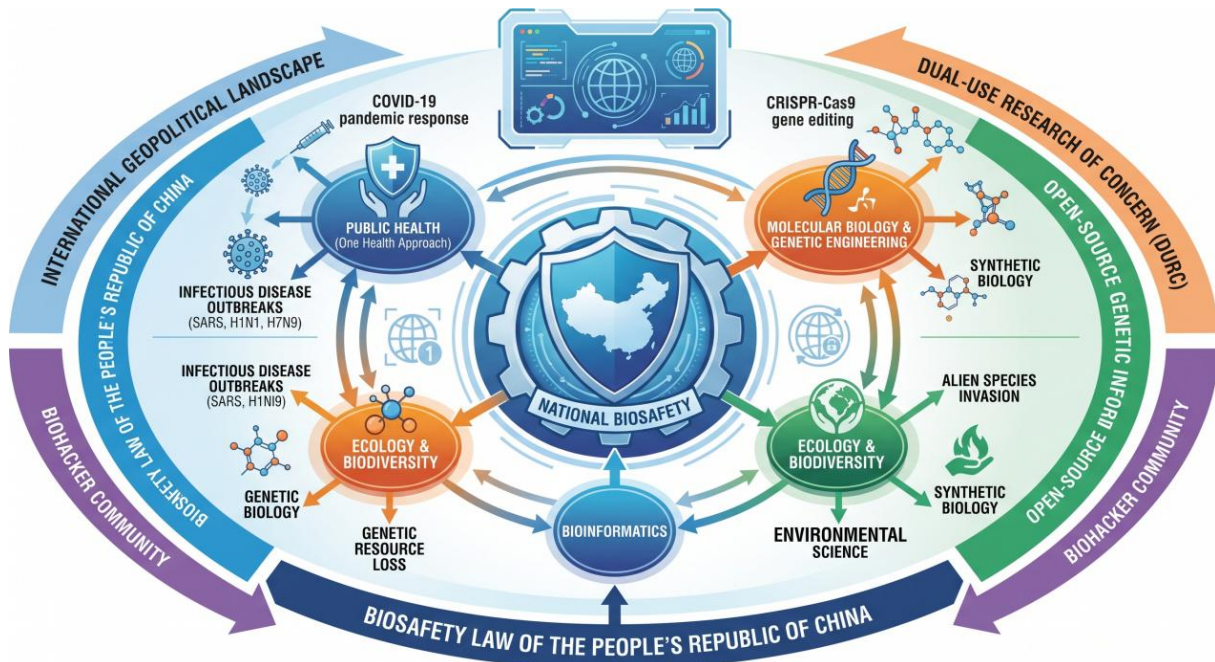 INTERNATIONAL GEOPOLITICAL LANDSCAPE
DUAL-USE RESEARCH OF CONCERN (DURC)
BIOSAFETY LAW OF THE PEOPLE'S REPUBLIC OF CHINA
OPEN-SOURCE GENETIC
OPEN-SOURCE
COVID-19
pandemic response
CRISPR-Cas9
gene editing
PUBLIC HEALTH
(One Health Approach)
MOLECULAR BIOLOGY &
GENETIC ENGINEERING
INFECTIOUS DISEASE
OUTBREAKS
(SARS, H1N1, H7N9)
SYNTHETIC
BIOLOGY
1
NATIONAL BIOSAFETY
INFECTIOUS DISEASE
OUTBREAKS
(SARS, H1NI9)
ALIEN SPECIES
INVASION
ECOLOGY &
BIODIVERSITY
ECOLOGY &
BIODIVERSITY
GENETIC
BIOLOGY
SYNTHETIC
BIOLOGY
GENETIC
RESOURCE
LOSS
BIOINFORMATICS
ENVIRONMENTAL
SCIENCE
BIOHACKER COMMUNITY
BIOHACKER COMMUNITY
BIOSAFETY LAW OF THE PEOPLE'S REPUBLIC OF CHINA